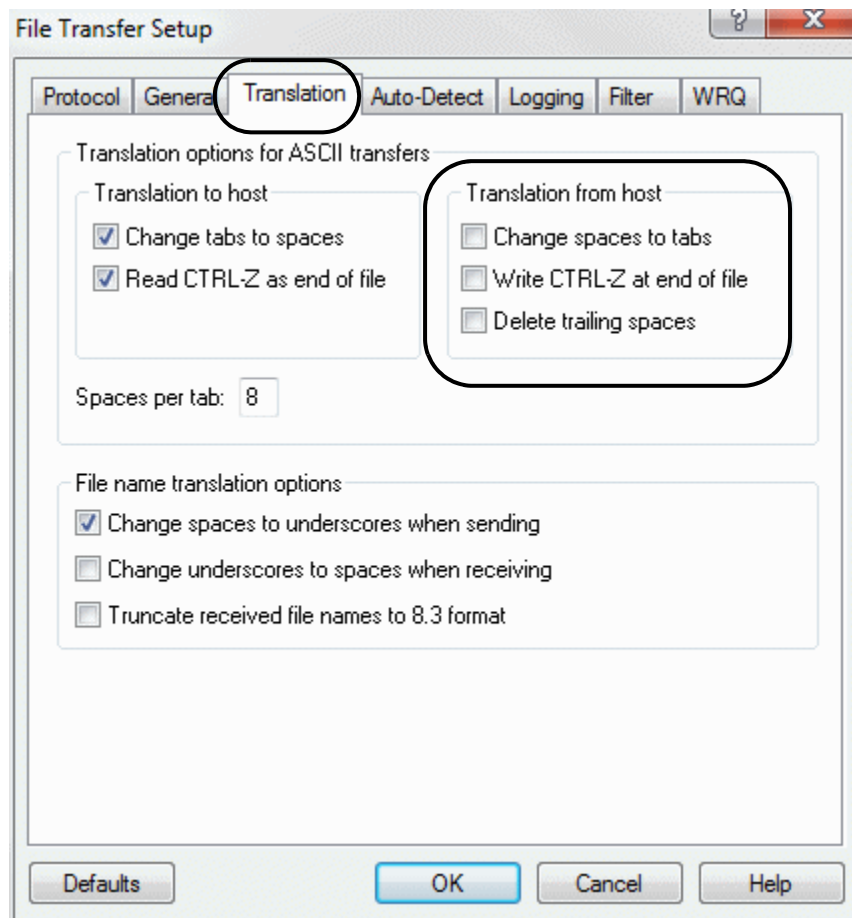 File Transfer Setup
?
Protocol General Translation Auto-Detect Logging Filter WRQ
Translation options for ASCII transfers
Translation to host
Change tabs to spaces
Read CTRL-Z as end of file
Translation from host
Change spaces to tabs
Write CTRL-Z at end of file
Delete trailing spaces
Spaces per tab: 8
File name translation options
Change spaces to underscores when sending
Change underscores to spaces when receiving
Truncate received file names to 8.3 format
Defaults OK Cancel Help